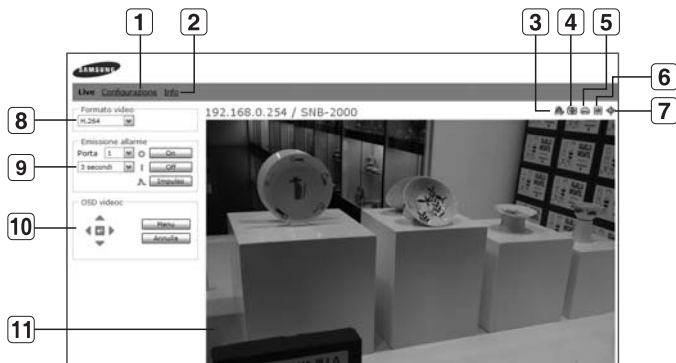 1
2
3
4
5
6
7
8
9
10
11
SAMSUNG
Live Configurazione Info
Formato video
H.264
192.168.0.254 / SNB-2000
Emissione allarme
Porta 1 On
3 secondi Off
Impulso
OSD videoc
Menu
Annulla